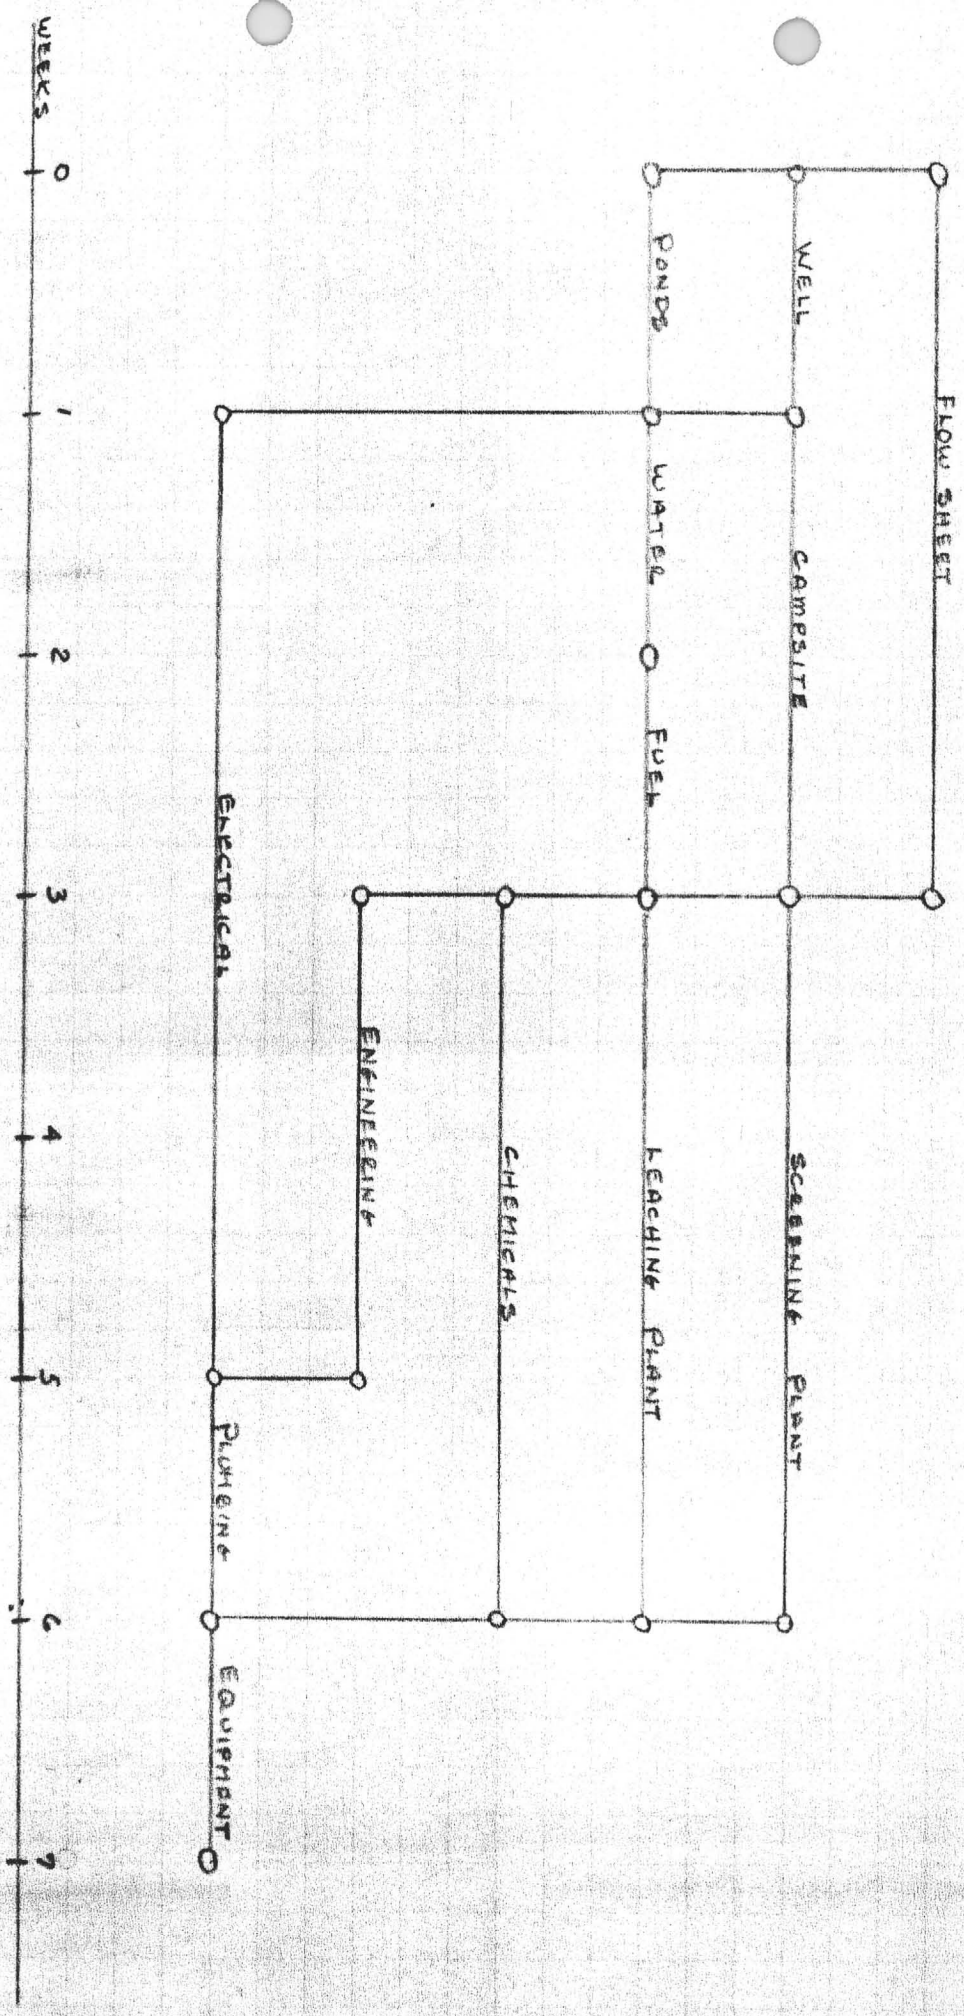 FLOW SHEET
WELL
CAMPSITE
SCREENING PLANT
PONDS
WATER
FUEL
LEACHING PLANT
CHEMICALS
ENGINEERING
ELECTRICAL
PLUMBING
EQUIPMENT
WEEKS 0 1 2 3 4 5 6 7